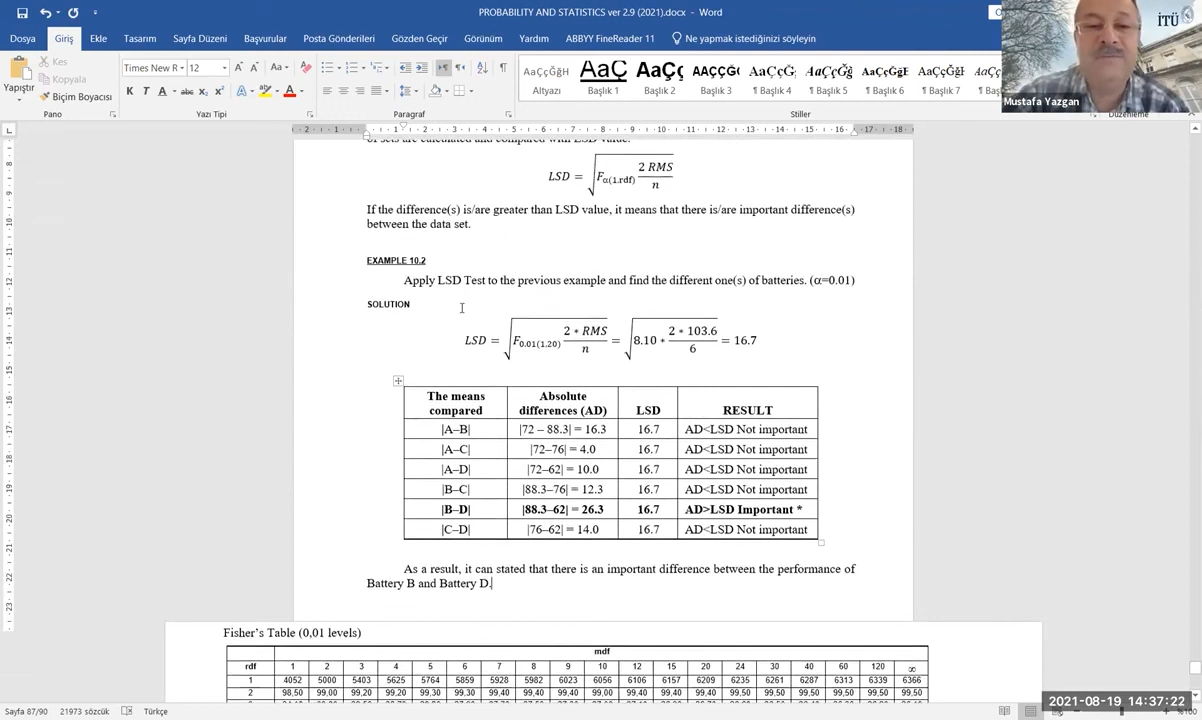 PROBABILITY AND STATISTICS ver 2.9 (2021).docx - Word
İTÜ
Dosya Giriş Ekle Tasarım Sayfa Düzeni Başvurular Posta Gönderileri Gözden Geçir Görünüm Yardım ABBYY FineReader 11 Ne yapmak istediğinizi söyleyin
Yapıştır
Kes
Kopyala
Biçim Boyacısı
Times New R 12
AaÇçĞğH AaÇ AaÇç AAÇÇĞC AaÇçĞ AaÇçĞğ AaÇçĞğE AaÇçĞğH
Altyazı Başlık 1 Başlık 2 Başlık 3 ¶ Başlık 4 ¶ Başlık 5 ¶ Başlık 6 ¶ Başlık 7
Mustafa Yazgan
Pano Yazı Tipi Paragraf Stiller Düzenleme
of sets are calculated and compared with LSD value.
LSD = √(Fα(1.rdf) 2 RMS / n)
If the difference(s) is/are greater than LSD value, it means that there is/are important difference(s)
between the data set.
EXAMPLE 10.2
Apply LSD Test to the previous example and find the different one(s) of batteries. (α=0.01)
SOLUTION
LSD = √(F0.01(1,20) 2 * RMS / n) = √(8.10 * 2 * 103.6 / 6) = 16.7
The means compared Absolute differences (AD) LSD RESULT
|A–B| |72 – 88.3| = 16.3 16.7 AD<LSD Not important
|A–C| |72–76| = 4.0 16.7 AD<LSD Not important
|A–D| |72–62| = 10.0 16.7 AD<LSD Not important
|B–C| |88.3–76| = 12.3 16.7 AD<LSD Not important
|B–D| |88.3–62| = 26.3 16.7 AD>LSD Important *
|C–D| |76–62| = 14.0 16.7 AD<LSD Not important
As a result, it can stated that there is an important difference between the performance of
Battery B and Battery D.
Fisher's Table (0,01 levels)
mdf
rdf 1 2 3 4 5 6 7 8 9 10 12 15 20 24 30 40 60 120 ∞
1 4052 5000 5403 5625 5764 5859 5928 5982 6023 6056 6106 6157 6209 6235 6261 6287 6313 6339 6366
2 98,50 99,00 99,20 99,20 99,30 99,30 99,40 99,40 99,40 99,00 99,40 99,40 99,40 99,50 99,50 99,50 99,50 99,50 99,50
Sayfa 87/90 21973 sözcük Türkçe
2021-08-19 14:37:22
%100